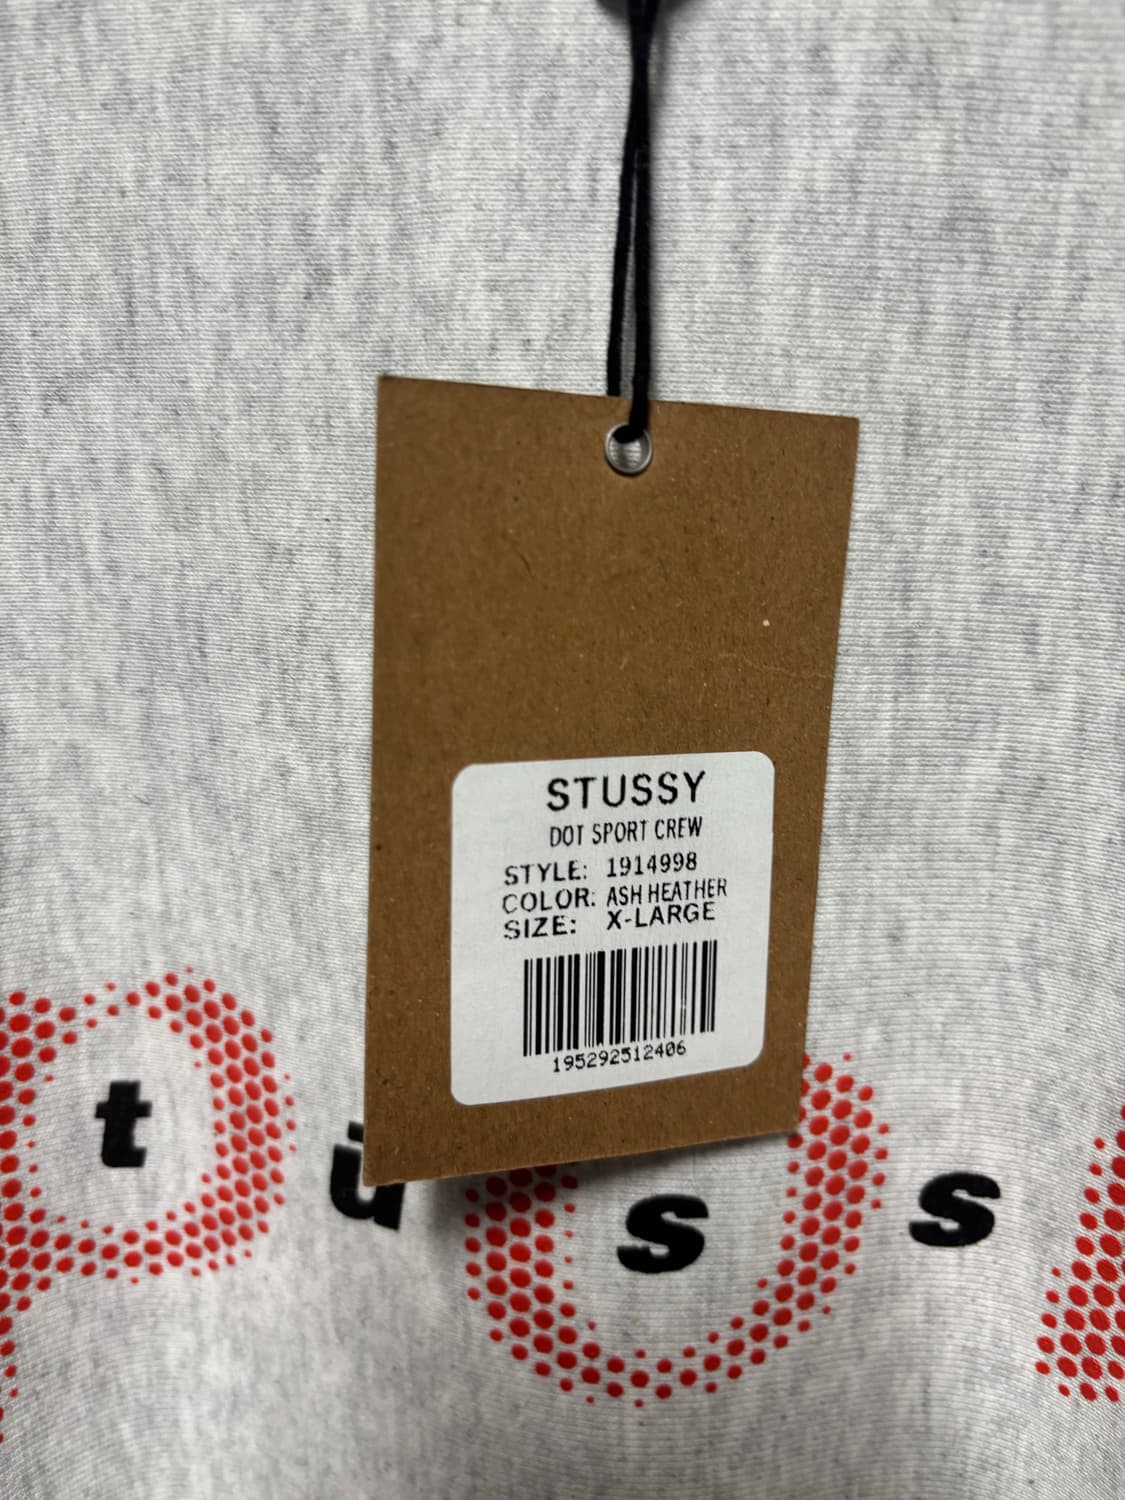 STUSSY
DOT SPORT CREW
STYLE: 1914998
COLOR: ASH HEATHER
SIZE: X-LARGE
195292512406
t ü s s